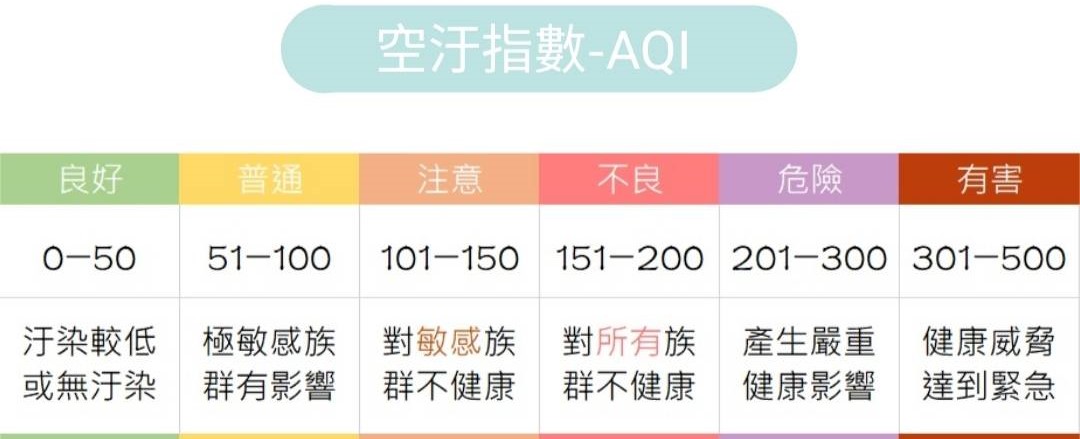 空汙指數-AQI
良好 普通 注意 不良 危險 有害
0-50 51-100 101-150 151-200 201-300 301-500
汙染較低 極敏感族 對敏感族 對所有族 產生嚴重 健康威脅
或無汙染 群有影響 群不健康 群不健康 健康影響 達到緊急